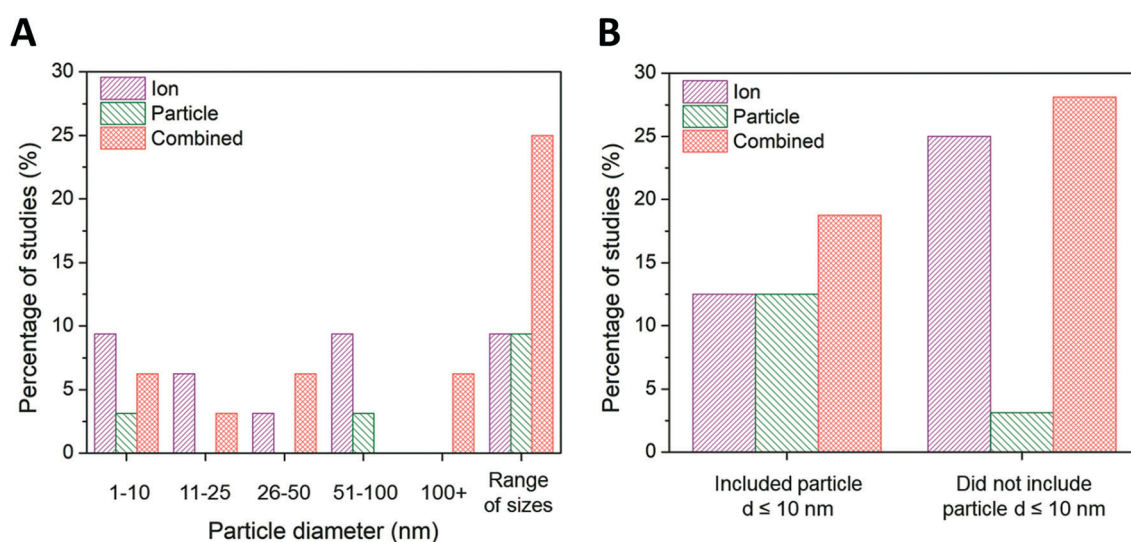 A
30
25
20
15
10
5
0
Percentage of studies (%)
Ion
Particle
Combined
1-10
11-25
26-50
51-100
100+
Range
of sizes
Particle diameter (nm)
B
30
25
20
15
10
5
0
Percentage of studies (%)
Ion
Particle
Combined
Included particle
d ≤ 10 nm
Did not include
particle d ≤ 10 nm